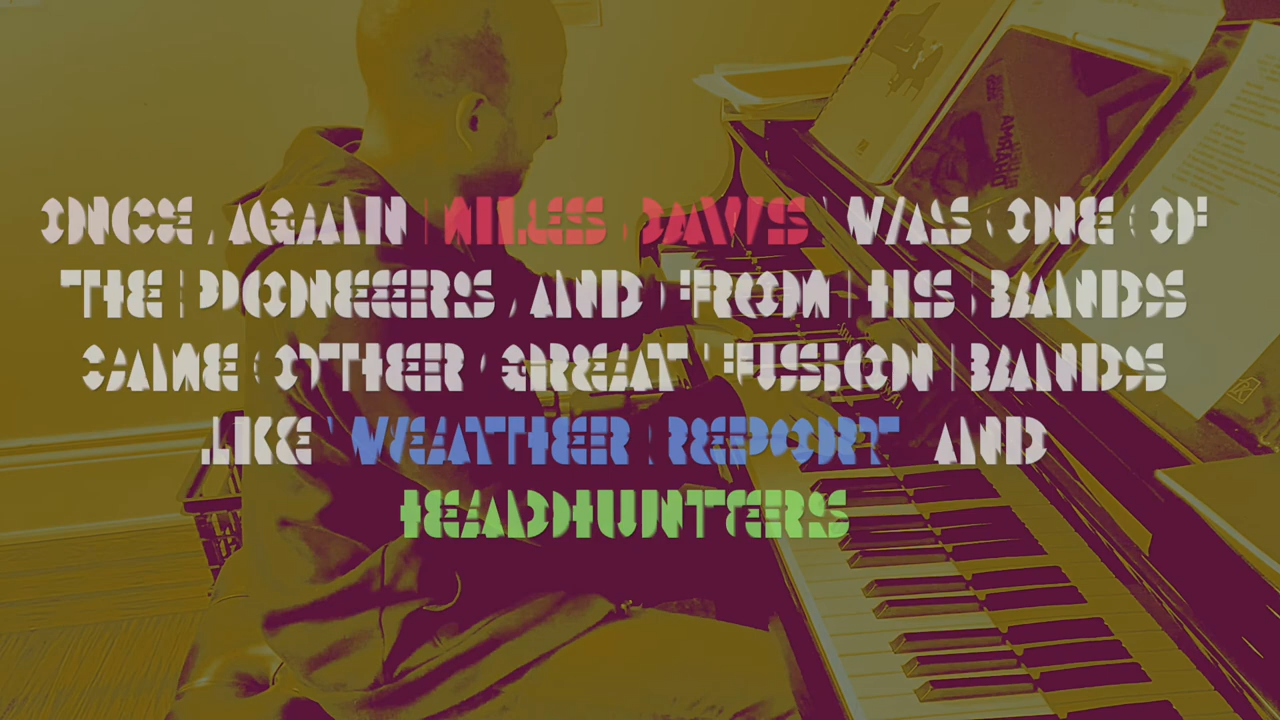 ONCE AGAIN MILES DAVIS WAS ONE OF
THE PIONEERS AND FROM HIS BANDS
CAME OTHER GREAT FUSION BANDS
LIKE WEATHER REPORT AND
HEADHUNTERS